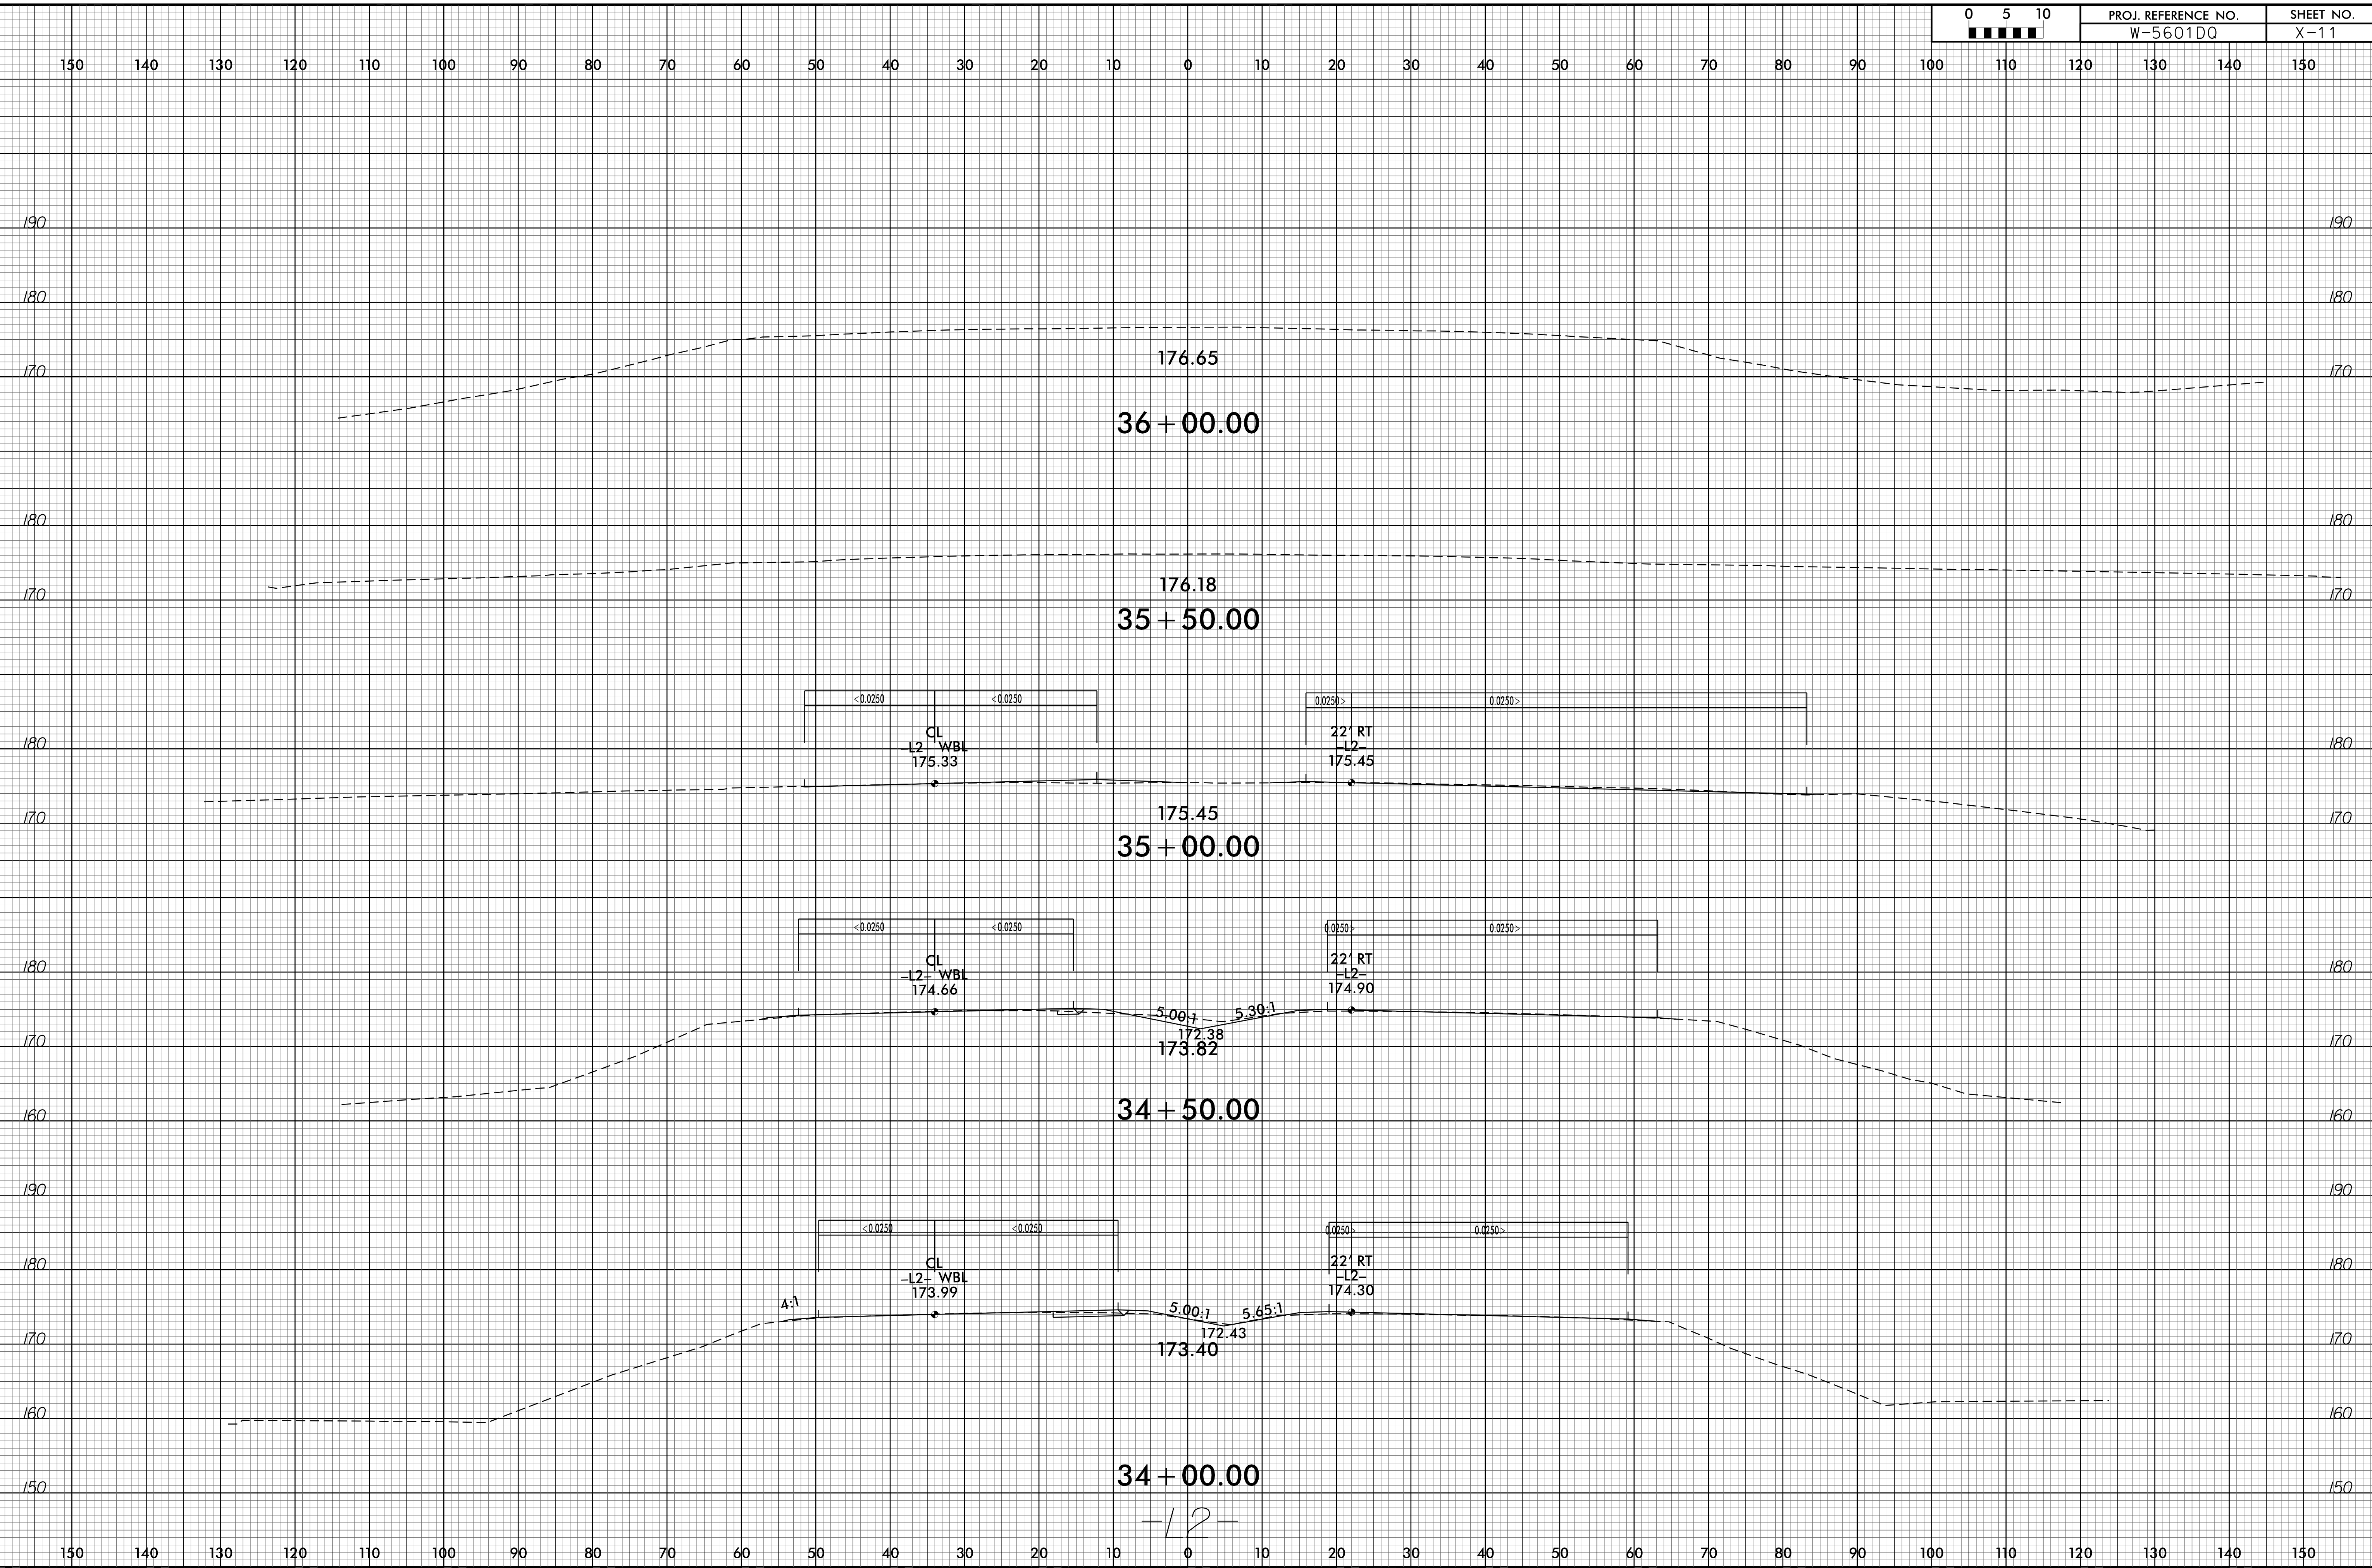 0 5 10
PROJ. REFERENCE NO.
SHEET NO.
W-5601DQ
X-11
150 140 130 120 110 100 90 80 70 60 50 40 30 20 10 0 10 20 30 40 50 60 70 80 90 100 110 120 130 140 150
190 190
180 180
176.65
170 170
36+00.00
180 180
176.18
170 170
35+50.00
<0.0250 <0.0250 0.0250> 0.0250>
CL
-L2- WBL
175.33
22' RT
-L2-
175.45
180 180
175.45
170 170
35+00.00
<0.0250 <0.0250 0.0250> 0.0250>
CL
-L2- WBL
174.66
22' RT
-L2-
174.90
180 180
5.00:1 5.30:1
172.38
173.82
170 170
34+50.00
160 160
190 190
<0.0250 <0.0250 0.0250> 0.0250>
CL
-L2- WBL
173.99
22' RT
-L2-
174.30
180 180
4:1 5.00:1 5.65:1
172.43
173.40
170 170
160 160
34+00.00
150 150
-L2-
150 140 130 120 110 100 90 80 70 60 50 40 30 20 10 0 10 20 30 40 50 60 70 80 90 100 110 120 130 140 150